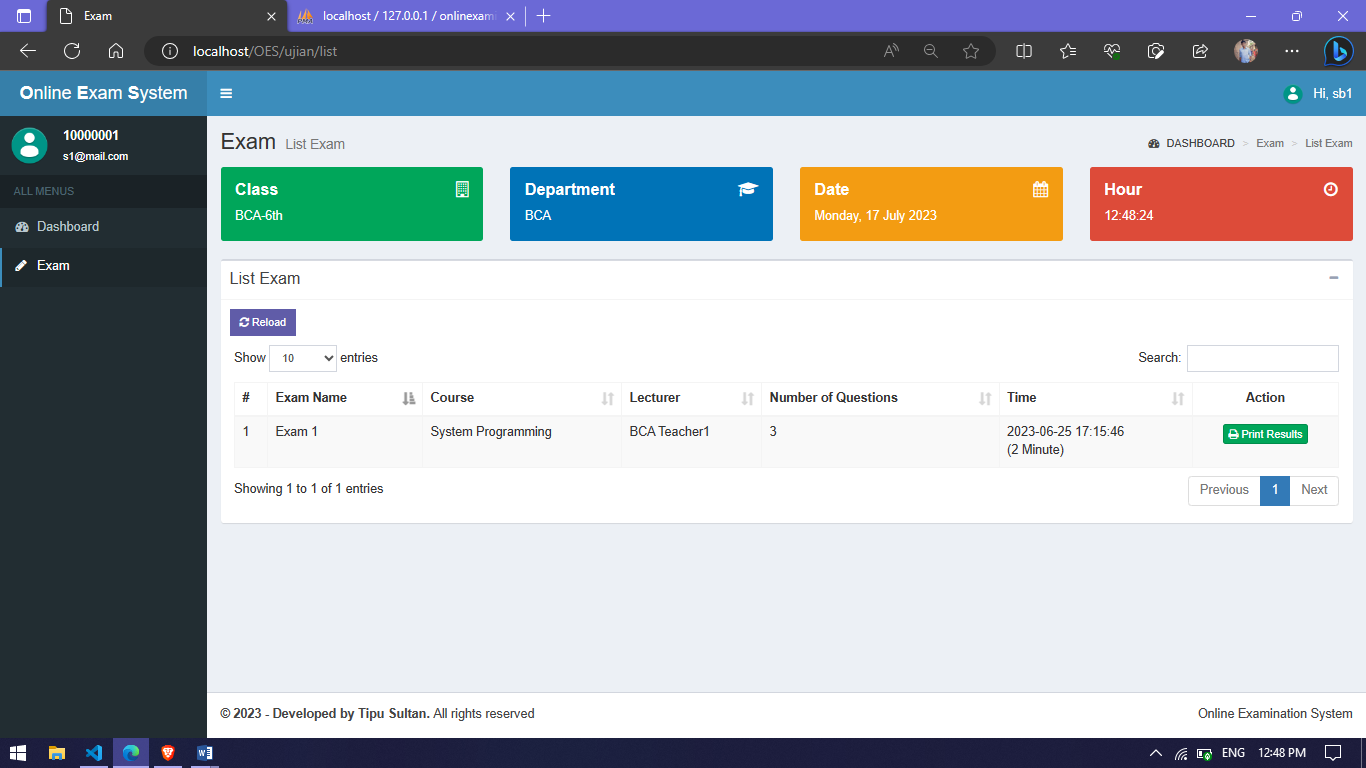 Exam
localhost / 127.0.0.1 / onlinexam
localhost/OES/ujian/list
Online Exam System
Hi, sb1
10000001
s1@mail.com
ALL MENUS
Dashboard
Exam
Exam List Exam
DASHBOARD > Exam > List Exam
Class
BCA-6th
Department
BCA
Date
Monday, 17 July 2023
Hour
12:48:24
List Exam
Reload
Show 10 entries
Search:
# Exam Name Course Lecturer Number of Questions Time Action
1 Exam 1 System Programming BCA Teacher1 3 2023-06-25 17:15:46 Print Results
(2 Minute)
Showing 1 to 1 of 1 entries
Previous 1 Next
© 2023 - Developed by Tipu Sultan. All rights reserved
Online Examination System
ENG 12:48 PM